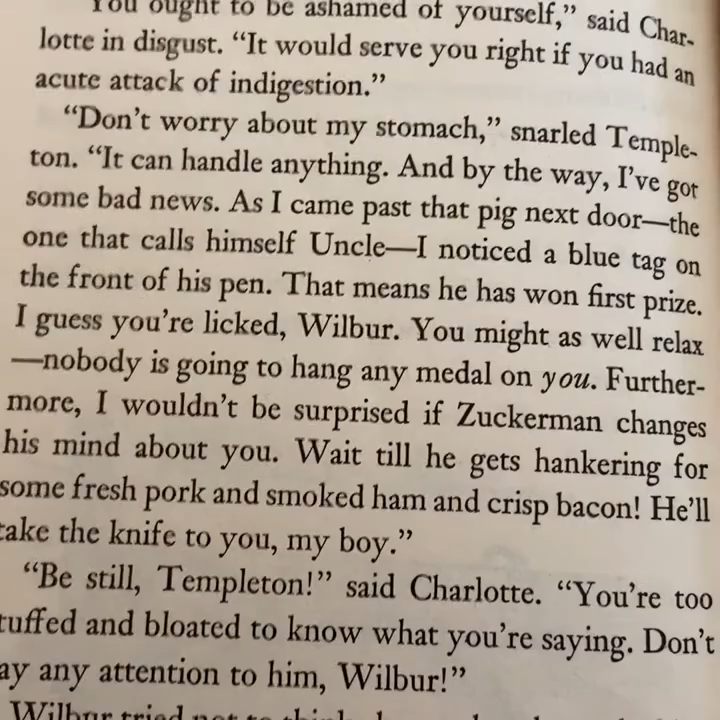 You ought to be ashamed of yourself,” said Char-
lotte in disgust. “It would serve you right if you had an
acute attack of indigestion.”
“Don’t worry about my stomach,” snarled Temple-
ton. “It can handle anything. And by the way, I’ve got
some bad news. As I came past that pig next door—the
one that calls himself Uncle—I noticed a blue tag on
the front of his pen. That means he has won first prize.
I guess you’re licked, Wilbur. You might as well relax
—nobody is going to hang any medal on you. Further-
more, I wouldn’t be surprised if Zuckerman changes
his mind about you. Wait till he gets hankering for
some fresh pork and smoked ham and crisp bacon! He’ll
take the knife to you, my boy.”
“Be still, Templeton!” said Charlotte. “You’re too
tuffed and bloated to know what you’re saying. Don’t
ay any attention to him, Wilbur!”
Wilbur tried not to think